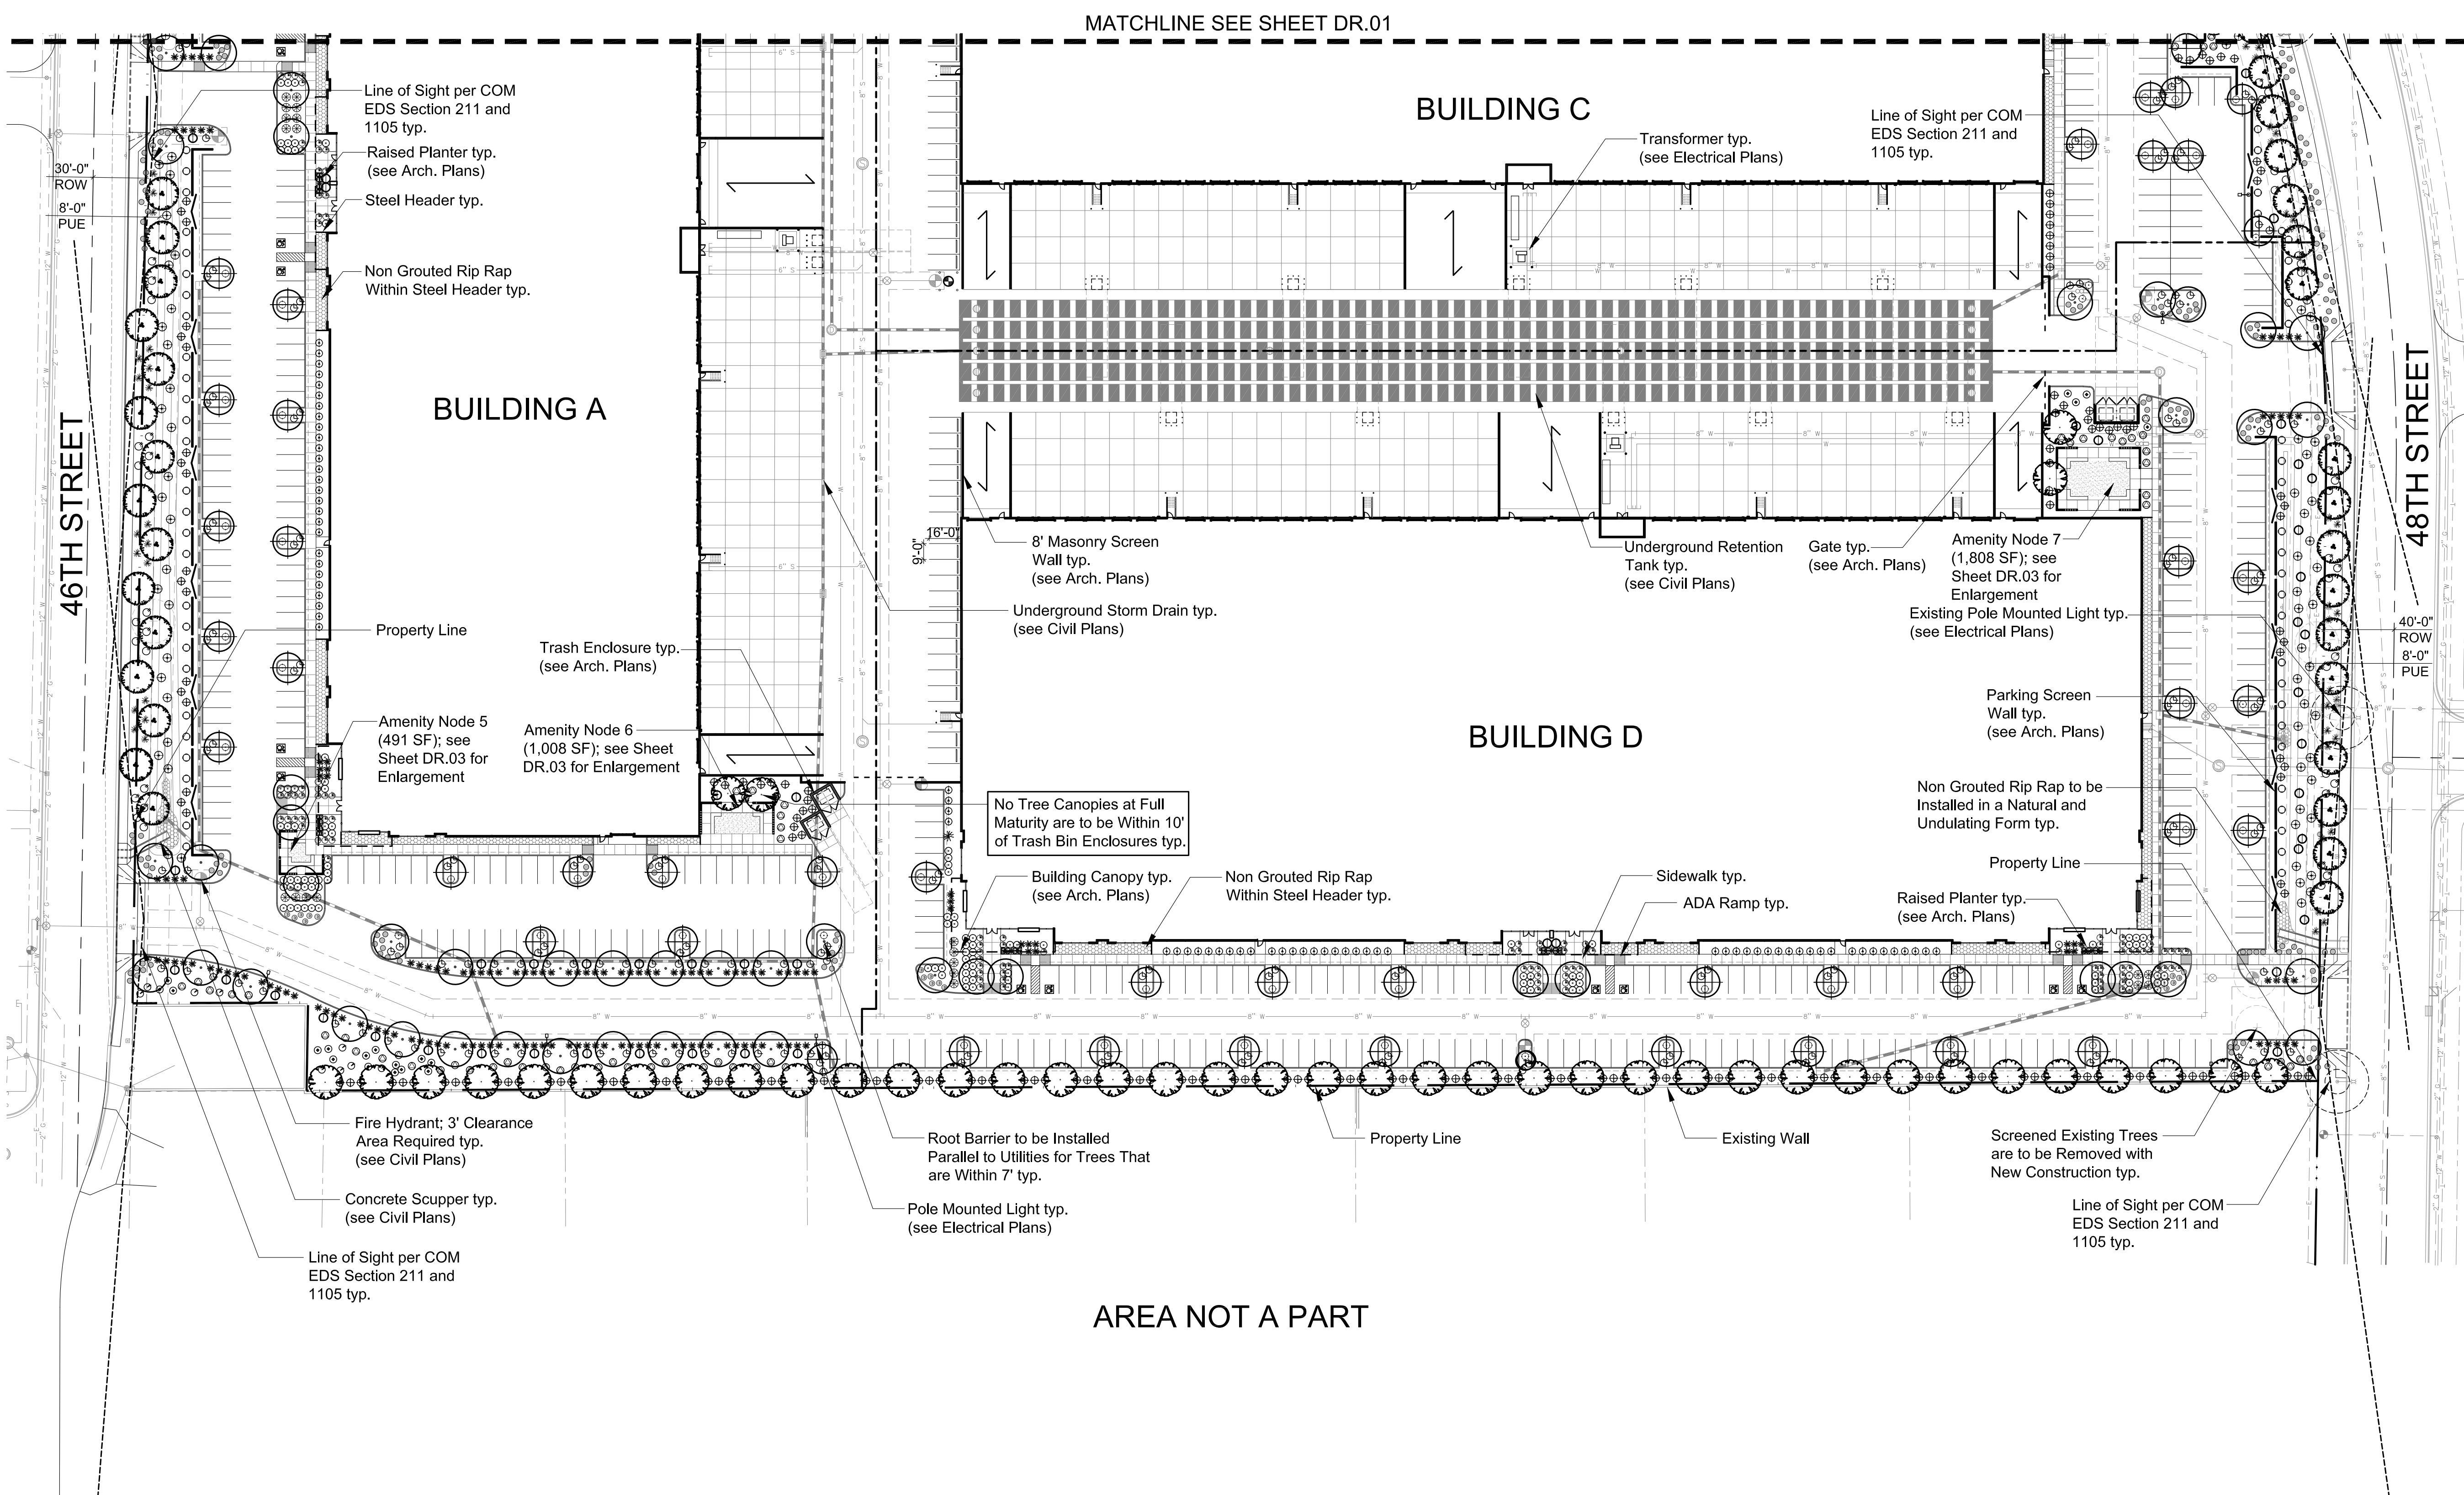 MATCHLINE SEE SHEET DR.01
Line of Sight per COM
EDS Section 211 and
1105 typ.
Raised Planter typ.
(see Arch. Plans)
Steel Header typ.
Non Grouted Rip Rap
Within Steel Header typ.
30'-0"
ROW
8'-0"
PUE
46TH STREET
BUILDING A
Property Line
Trash Enclosure typ.
(see Arch. Plans)
Amenity Node 5
(491 SF); see
Sheet DR.03 for
Enlargement
Amenity Node 6
(1,008 SF); see Sheet
DR.03 for Enlargement
BUILDING C
Transformer typ.
(see Electrical Plans)
Line of Sight per COM
EDS Section 211 and
1105 typ.
16'-0"
9'-0"
8' Masonry Screen
Wall typ.
(see Arch. Plans)
Underground Storm Drain typ.
(see Civil Plans)
Underground Retention
Tank typ.
(see Civil Plans)
Gate typ.
(see Arch. Plans)
Amenity Node 7
(1,808 SF); see
Sheet DR.03 for
Enlargement
Existing Pole Mounted Light typ.
(see Electrical Plans)
48TH STREET
40'-0"
ROW
8'-0"
PUE
BUILDING D
Parking Screen
Wall typ.
(see Arch. Plans)
Non Grouted Rip Rap to be
Installed in a Natural and
Undulating Form typ.
Property Line
Raised Planter typ.
(see Arch. Plans)
No Tree Canopies at Full
Maturity are to be Within 10'
of Trash Bin Enclosures typ.
Building Canopy typ.
(see Arch. Plans)
Non Grouted Rip Rap
Within Steel Header typ.
Sidewalk typ.
ADA Ramp typ.
Fire Hydrant; 3' Clearance
Area Required typ.
(see Civil Plans)
Concrete Scupper typ.
(see Civil Plans)
Line of Sight per COM
EDS Section 211 and
1105 typ.
Root Barrier to be Installed
Parallel to Utilities for Trees That
are Within 7' typ.
Pole Mounted Light typ.
(see Electrical Plans)
Property Line
Existing Wall
Screened Existing Trees
are to be Removed with
New Construction typ.
Line of Sight per COM
EDS Section 211 and
1105 typ.
AREA NOT A PART